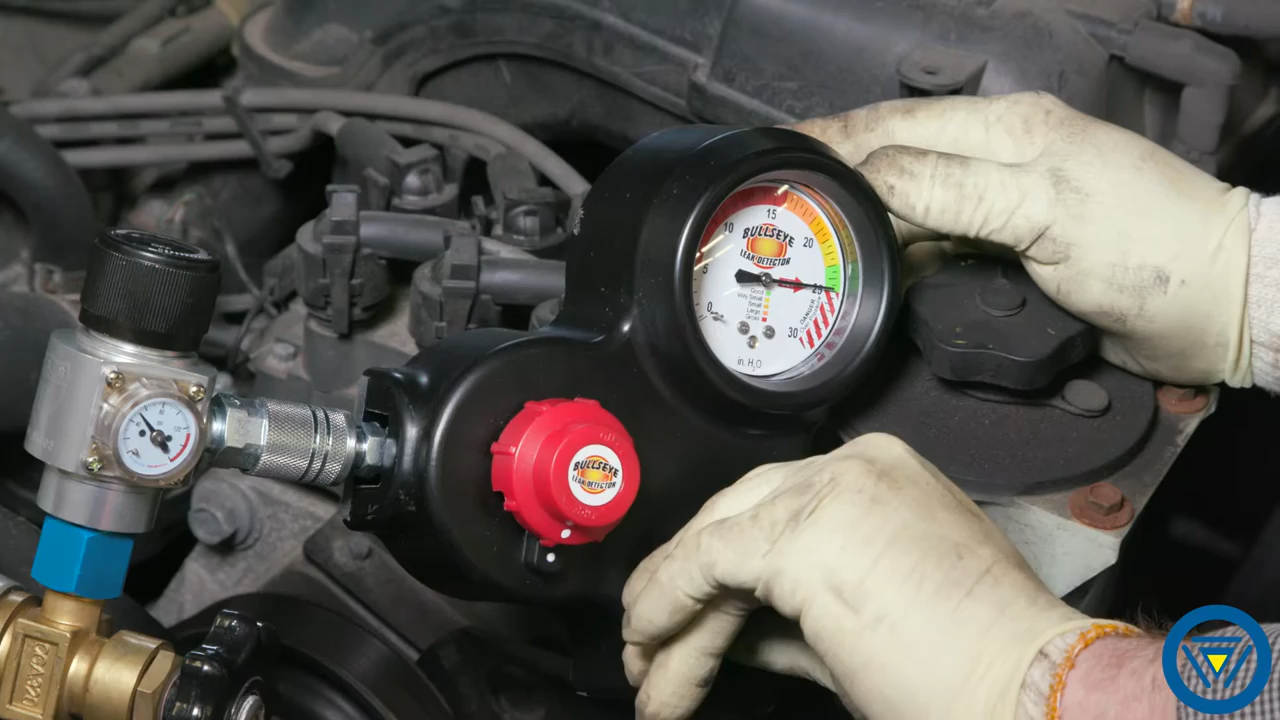 15
10
20
BULLSEYE
LEAK DETECTOR
5
25
Good
Very Small
Small
Large
Gross
0
DANGER
30
in. H₂O
BULLSEYE
LEAK DETECTOR